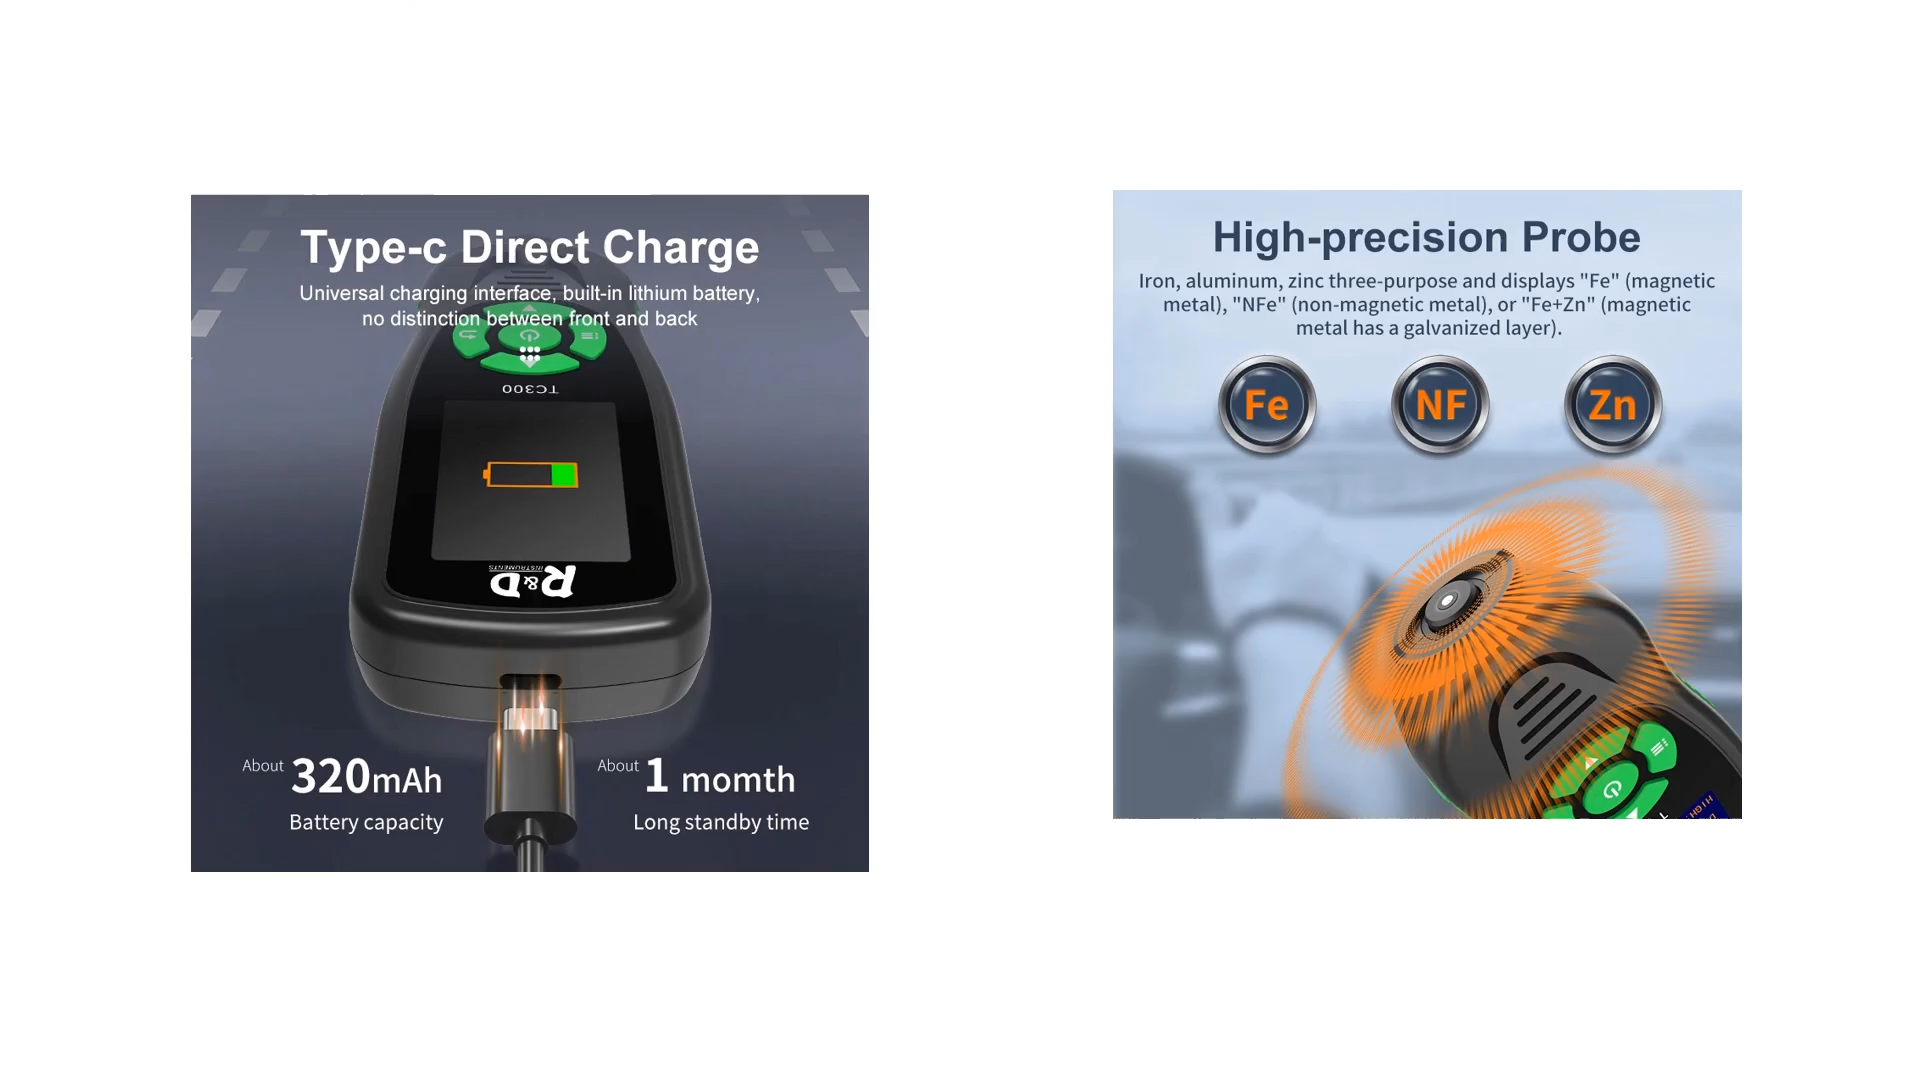 Type-c Direct Charge
Universal charging interface, built-in lithium battery,
no distinction between front and back
TC300
R&D
INSTRUMENTS
About 320mAh
Battery capacity
About 1 momth
Long standby time
High-precision Probe
Iron, aluminum, zinc three-purpose and displays "Fe" (magnetic
metal), "NFe" (non-magnetic metal), or "Fe+Zn" (magnetic
metal has a galvanized layer).
Fe
NF
Zn